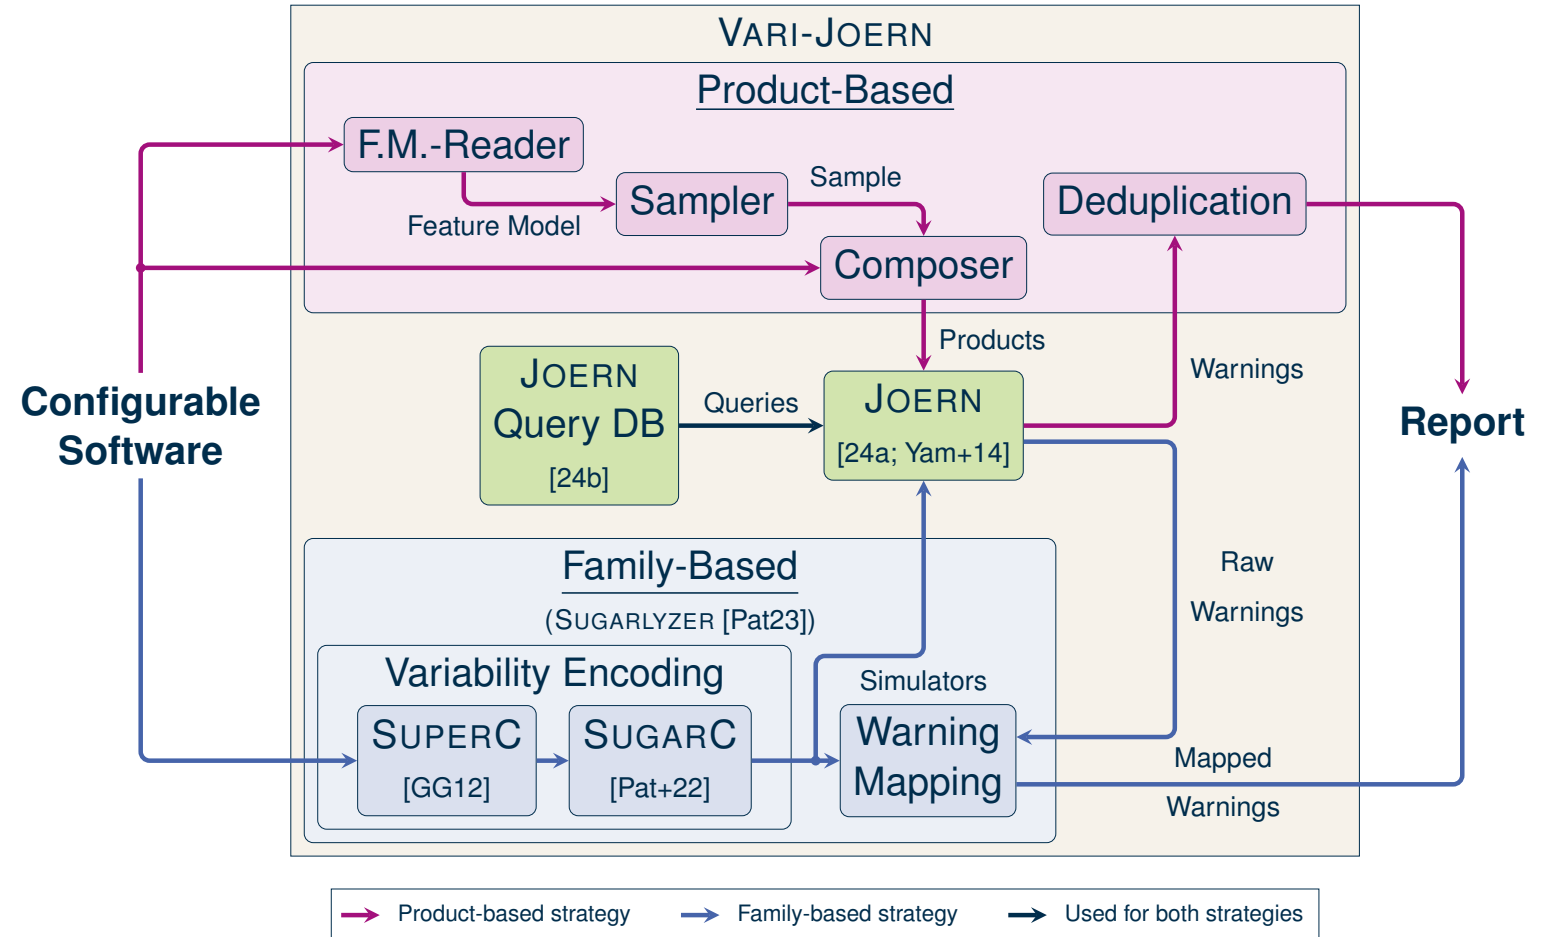 VARI-JOERN
Product-Based
F.M.-Reader
Sample
Sampler
Deduplication
Feature Model
Composer
Products
JOERN
Query DB
[24b]
Queries
JOERN
[24a; Yam+14]
Warnings
Configurable
Software
Report
Family-Based
(SUGARLYZER [Pat23])
Raw
Warnings
Variability Encoding
SUPERC
[GG12]
SUGARC
[Pat+22]
Simulators
Warning
Mapping
Mapped
Warnings
Product-based strategy
Family-based strategy
Used for both strategies